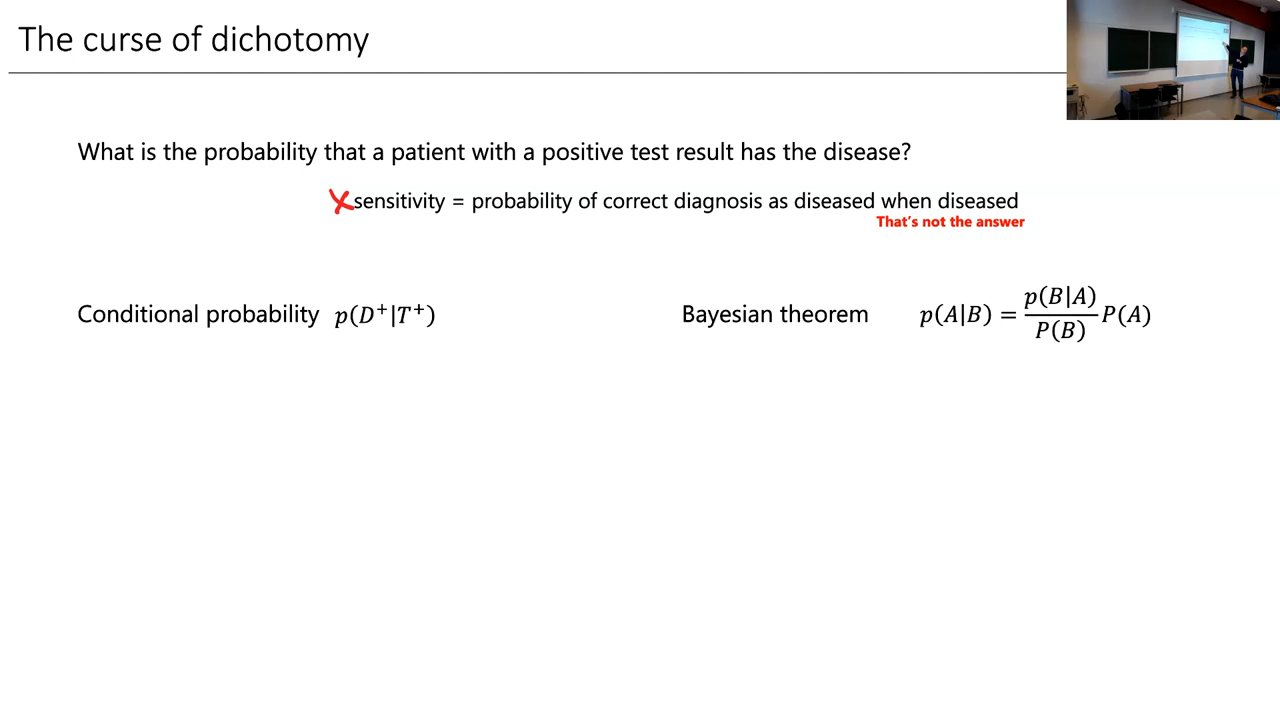 The curse of dichotomy
What is the probability that a patient with a positive test result has the disease?
sensitivity = probability of correct diagnosis as diseased when diseased
That's not the answer
Conditional probability p(D⁺|T⁺)
Bayesian theorem p(A|B) = p(B|A)/P(B) P(A)